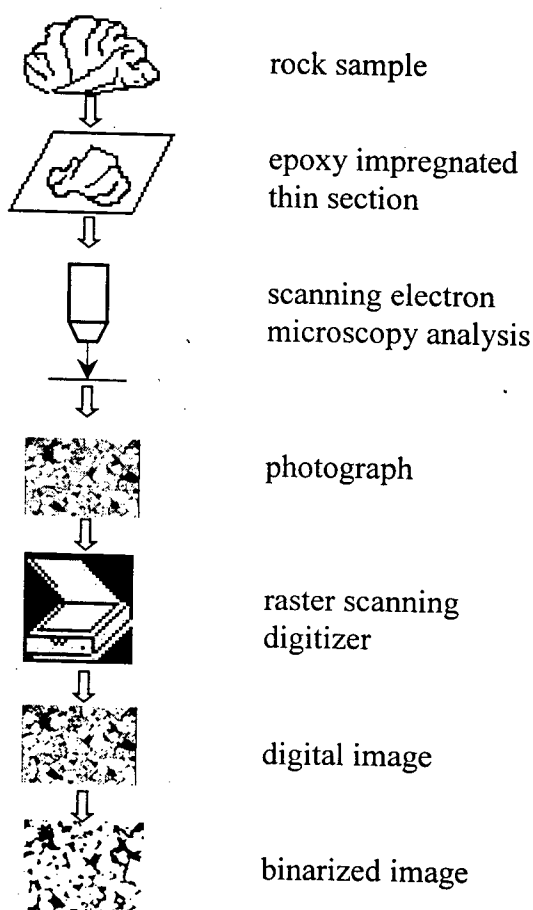 rock sample
epoxy impregnated
thin section
scanning electron
microscopy analysis
photograph
raster scanning
digitizer
digital image
binarized image